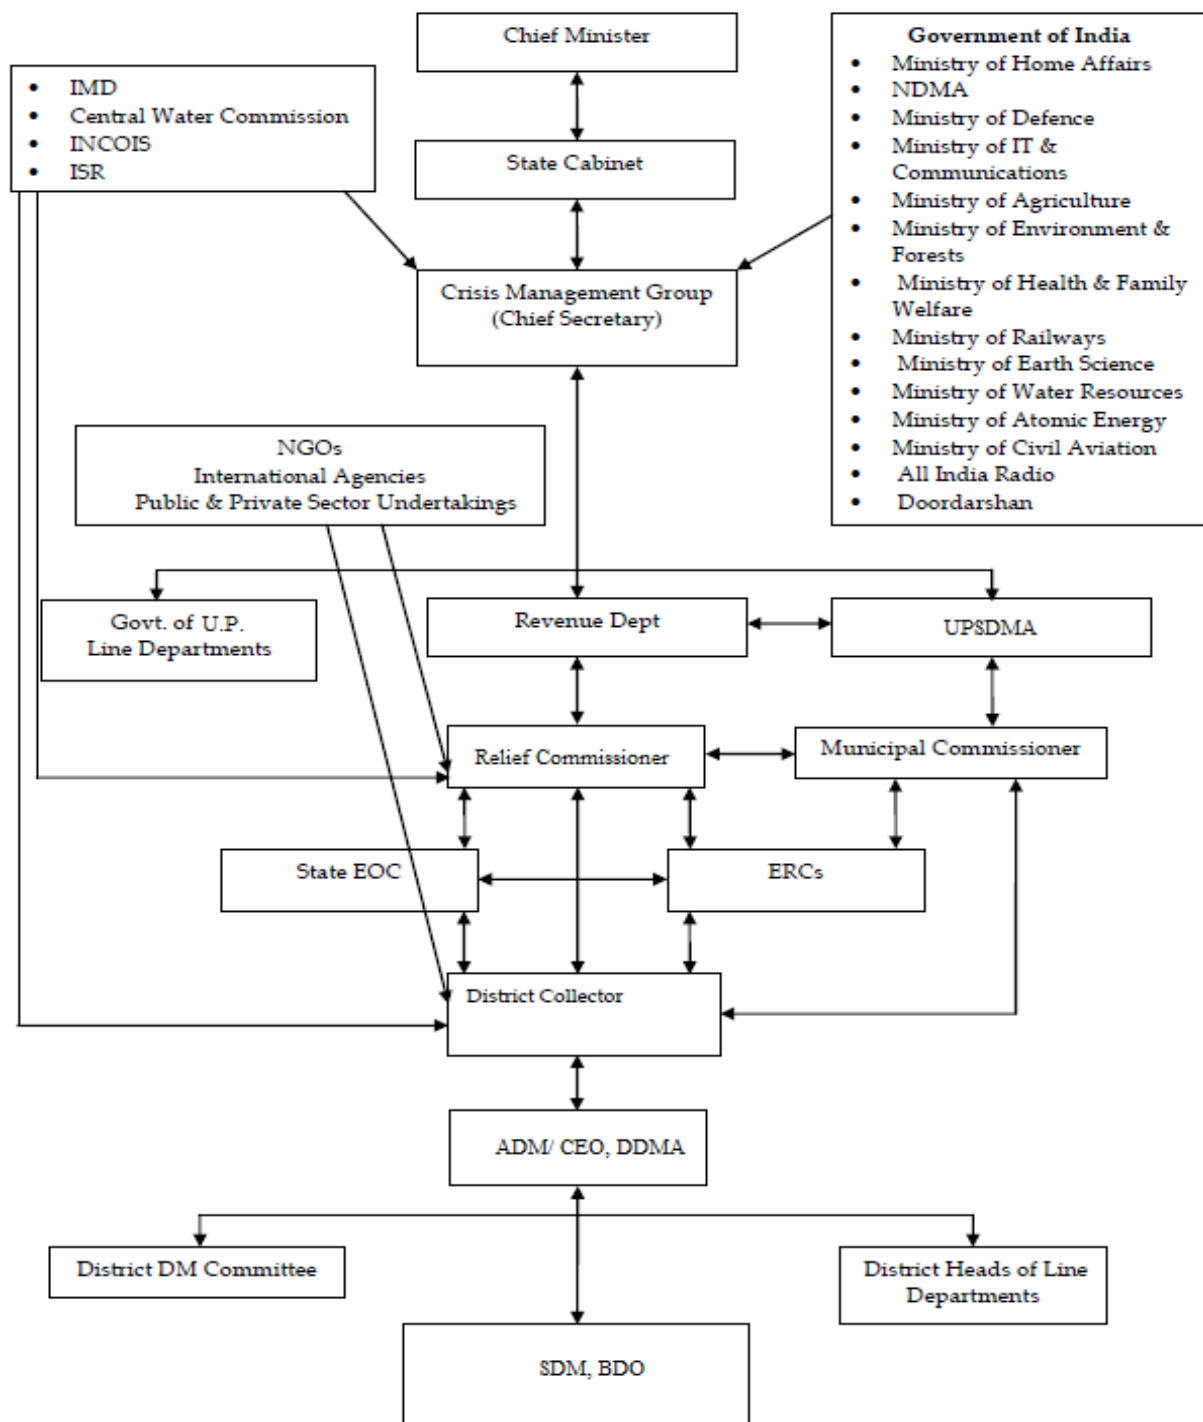 Chief Minister
Government of India
• Ministry of Home Affairs
• NDMA
• Ministry of Defence
• Ministry of IT &
Communications
• Ministry of Agriculture
• Ministry of Environment &
Forests
• Ministry of Health & Family
Welfare
• Ministry of Railways
• Ministry of Earth Science
• Ministry of Water Resources
• Ministry of Atomic Energy
• Ministry of Civil Aviation
• All India Radio
• Doordarshan
• IMD
• Central Water Commission
• INCOIS
• ISR
State Cabinet
Crisis Management Group
(Chief Secretary)
NGOs
International Agencies
Public & Private Sector Undertakings
Govt. of U.P.
Line Departments
Revenue Dept
UPSDMA
Relief Commissioner
Municipal Commissioner
State EOC
ERCs
District Collector
ADM/ CEO, DDMA
District DM Committee
District Heads of Line
Departments
SDM, BDO